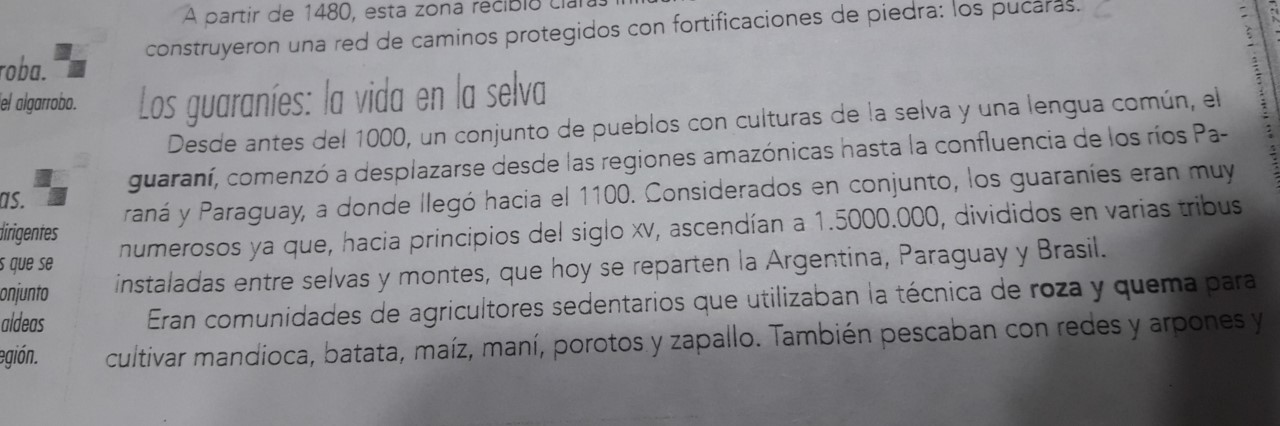 A partir de 1480, esta zona recibió claras
construyeron una red de caminos protegidos con fortificaciones de piedra: los pucarás.
roba.
el algarrobo.
Los guaraníes: la vida en la selva
Desde antes del 1000, un conjunto de pueblos con culturas de la selva y una lengua común, el
guaraní, comenzó a desplazarse desde las regiones amazónicas hasta la confluencia de los ríos Pa-
raná y Paraguay, a donde llegó hacia el 1100. Considerados en conjunto, los guaraníes eran muy
numerosos ya que, hacia principios del siglo XV, ascendían a 1.5000.000, divididos en varias tribus
instaladas entre selvas y montes, que hoy se reparten la Argentina, Paraguay y Brasil.
Eran comunidades de agricultores sedentarios que utilizaban la técnica de roza y quema para
cultivar mandioca, batata, maíz, maní, porotos y zapallo. También pescaban con redes y arpones y
as.
dirigentes
s que se
onjunto
aldeas
egión.